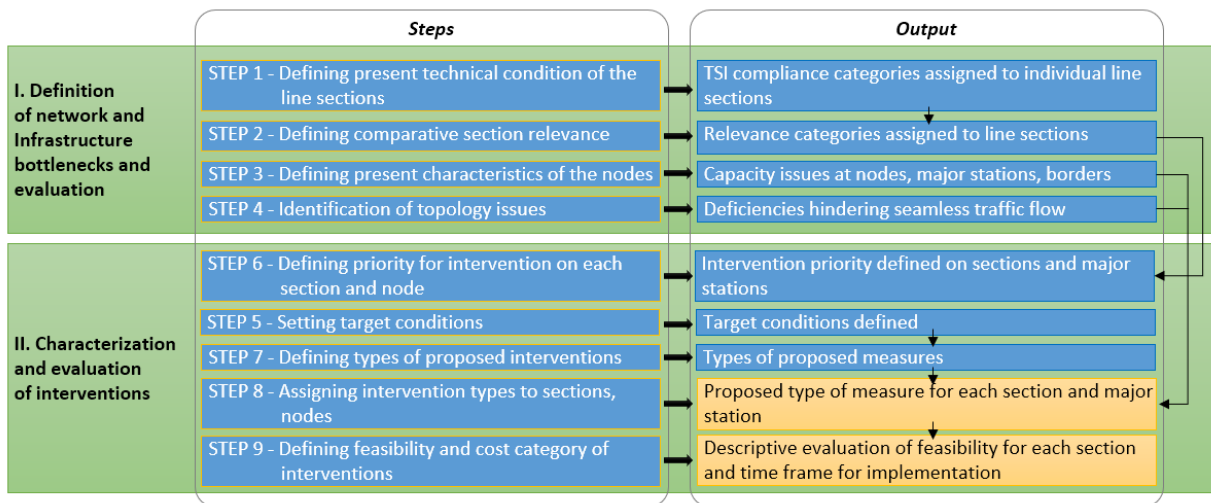 Steps
Output
I. Definition
of network and
Infrastructure
bottlenecks and
evaluation
STEP 1 - Defining present technical condition of the
line sections
TSI compliance categories assigned to individual line
sections
STEP 2 - Defining comparative section relevance
Relevance categories assigned to line sections
STEP 3 - Defining present characteristics of the nodes
Capacity issues at nodes, major stations, borders
STEP 4 - Identification of topology issues
Deficiencies hindering seamless traffic flow
II. Characterization
and evaluation
of interventions
STEP 6 - Defining priority for intervention on each
section and node
Intervention priority defined on sections and major
stations
STEP 5 - Setting target conditions
Target conditions defined
STEP 7 - Defining types of proposed interventions
Types of proposed measures
STEP 8 - Assigning intervention types to sections,
nodes
Proposed type of measure for each section and major
station
STEP 9 - Defining feasibility and cost category of
interventions
Descriptive evaluation of feasibility for each section
and time frame for implementation